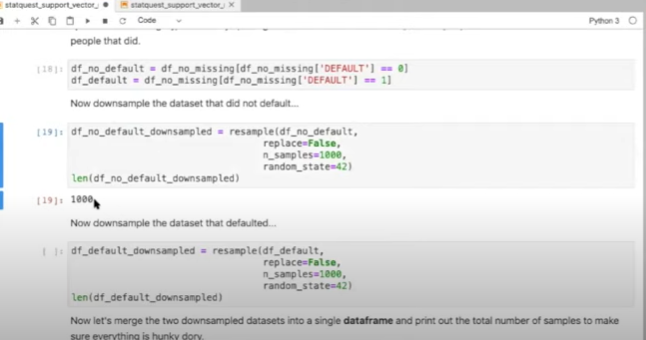 statquest_support_vector_
statquest_support_vector_
Code
Python 3
people that did.
[18]:
df_no_default = df_no_missing[df_no_missing['DEFAULT'] == 0]
df_default = df_no_missing[df_no_missing['DEFAULT'] == 1]
Now downsample the dataset that did not default...
[19]:
df_no_default_downsampled = resample(df_no_default,
replace=False,
n_samples=1000,
random_state=42)
len(df_no_default_downsampled)
[19]: 1000
Now downsample the dataset that defaulted...
[ ]:
df_default_downsampled = resample(df_default,
replace=False,
n_samples=1000,
random_state=42)
len(df_default_downsampled)
Now let's merge the two downsampled datasets into a single dataframe and print out the total number of samples to make
sure everything is hunky dory.